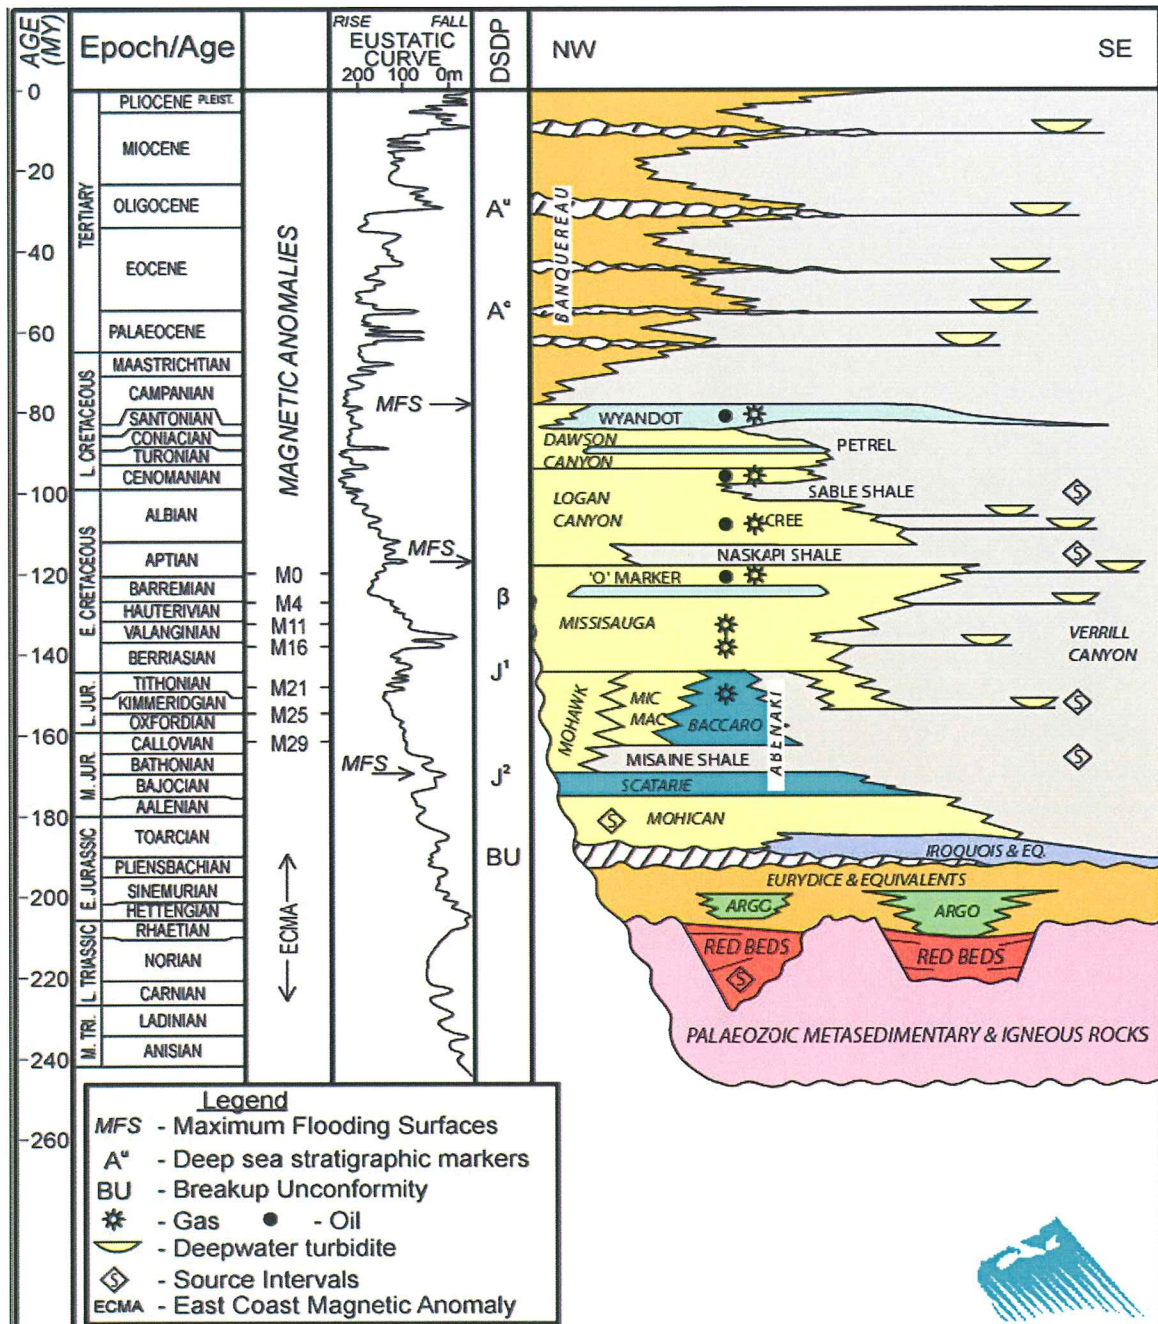 AGE (MY)
Epoch/Age
RISE FALL
EUSTATIC
CURVE
200 100 0m
DSDP
NW
SE
0
-20
-40
-60
-80
-100
-120
-140
-160
-180
-200
-220
-240
-260
TERTIARY
L. CRETACEOUS
E. CRETACEOUS
L. JUR.
M. JUR.
E. JURASSIC
L. TRIASSIC
M. TRI.
PLIOCENE PLEIST.
MIOCENE
OLIGOCENE
EOCENE
PALAEOCENE
MAASTRICHTIAN
CAMPANIAN
SANTONIAN
CONIACIAN
TURONIAN
CENOMANIAN
ALBIAN
APTIAN
BARREMIAN
HAUTERIVIAN
VALANGINIAN
BERRIASIAN
TITHONIAN
KIMMERIDGIAN
OXFORDIAN
CALLOVIAN
BATHONIAN
BAJOCIAN
AALENIAN
TOARCIAN
PLIENSBACHIAN
SINEMURIAN
HETTENGIAN
RHAETIAN
NORIAN
CARNIAN
LADINIAN
ANISIAN
MAGNETIC ANOMALIES
M0
M4
M11
M16
M21
M25
M29
ECMA
MFS
MFS
MFS
Aᵘ
Aᶜ
β
J¹
J²
BU
BANQUEREAU
WYANDOT
DAWSON
CANYON
PETREL
LOGAN
CANYON
SABLE SHALE
CREE
NASKAPI SHALE
'O' MARKER
MISSISAUGA
VERRILL
CANYON
MOHAWK
MIC
MAC
BACCARO
ABENAKI
MISAINE SHALE
SCATARIE
MOHICAN
IROQUOIS & EQ.
EURYDICE & EQUIVALENTS
ARGO
ARGO
RED BEDS
RED BEDS
PALAEOZOIC METASEDIMENTARY & IGNEOUS ROCKS
S
S
S
S
S
S
Legend
MFS - Maximum Flooding Surfaces
Aᵘ - Deep sea stratigraphic markers
BU - Breakup Unconformity
- Gas - Oil
- Deepwater turbidite
S - Source Intervals
ECMA - East Coast Magnetic Anomaly